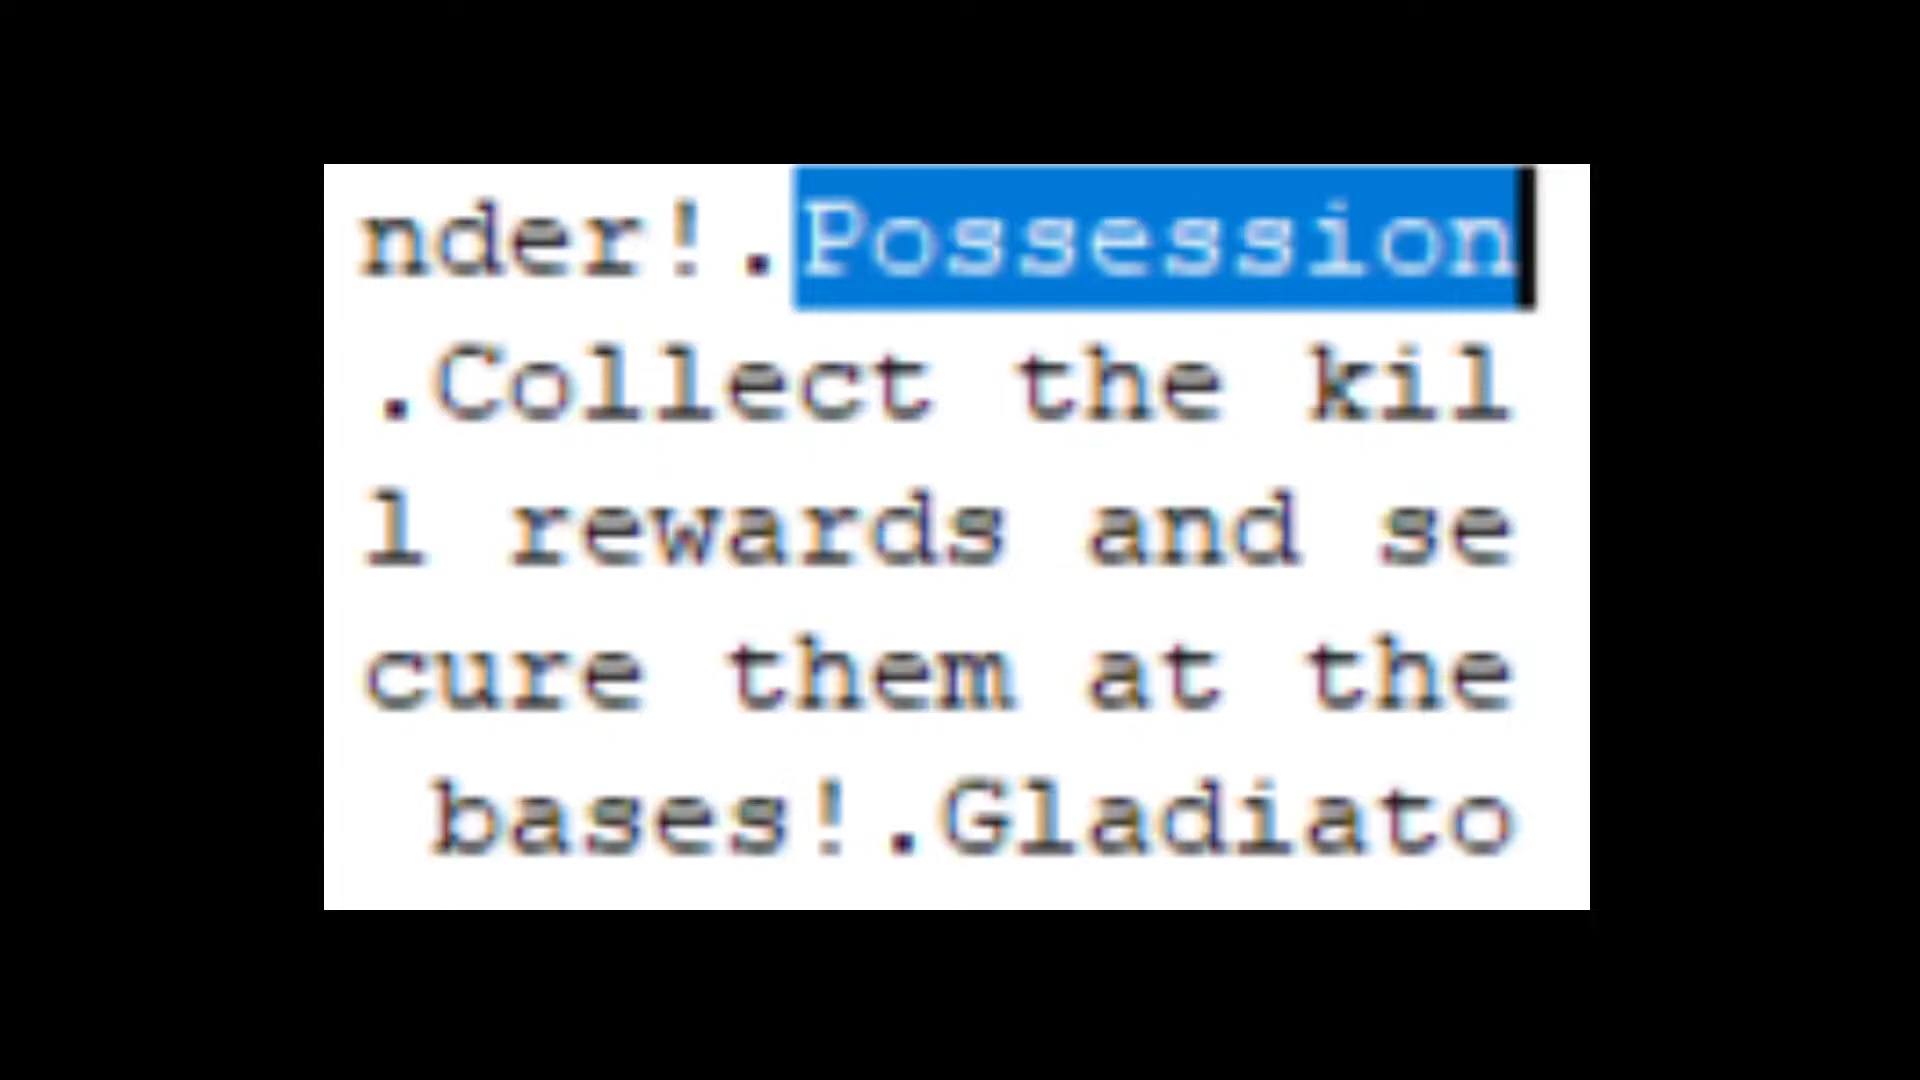 nder!.Possession
.Collect the kil
l rewards and se
cure them at the
 bases!.Gladiato